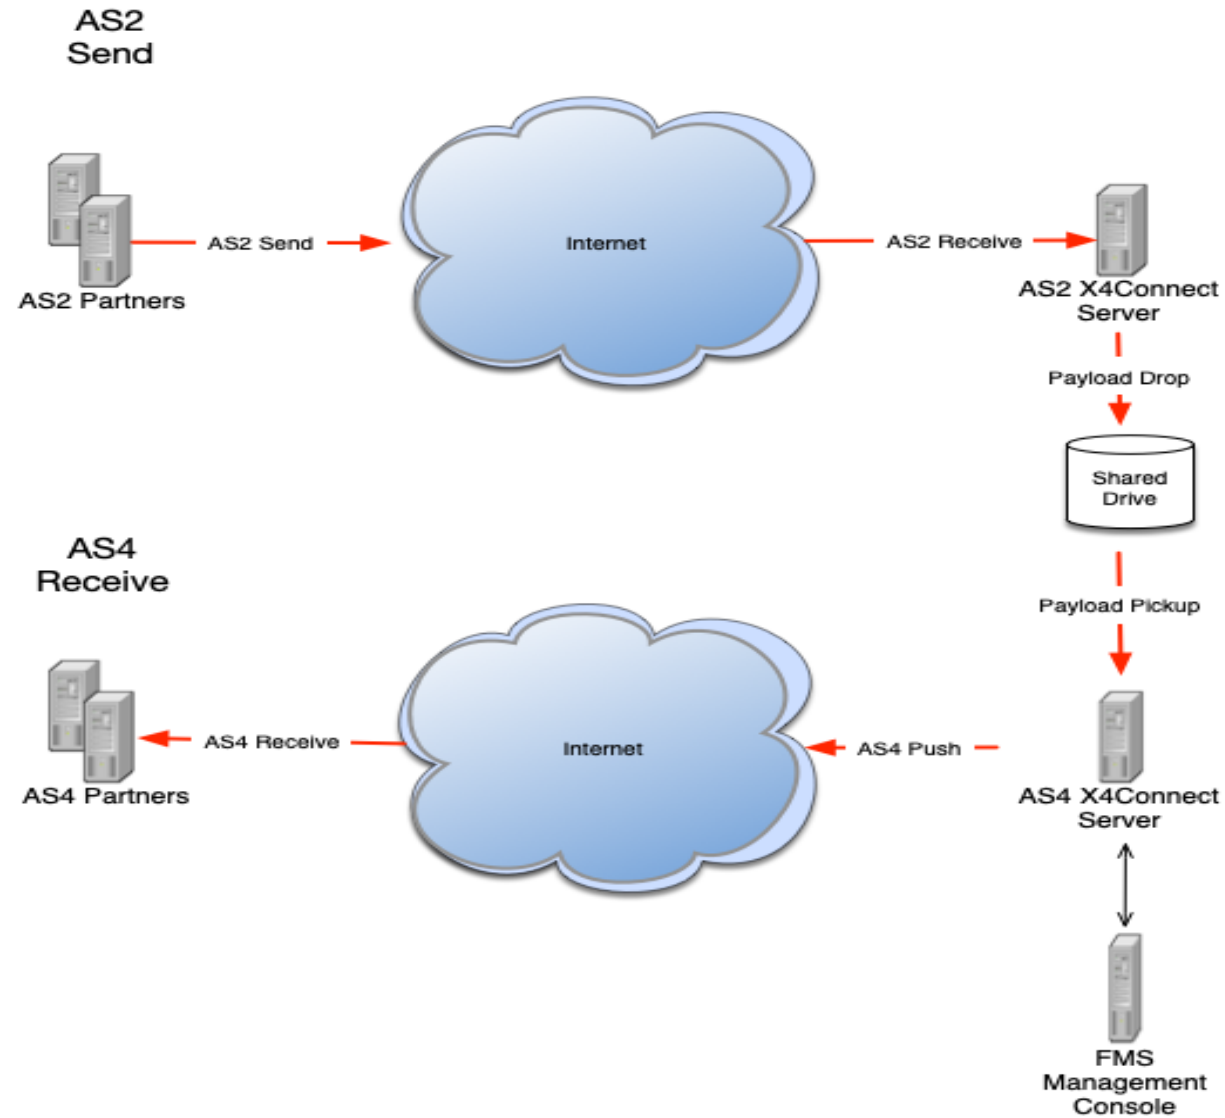 AS2
Send
AS2 Send
Internet
AS2 Receive
AS2 Partners
AS2 X4Connect
Server
Payload Drop
Shared
Drive
AS4
Receive
Payload Pickup
AS4 Receive
Internet
AS4 Push
AS4 Partners
AS4 X4Connect
Server
FMS
Management
Console